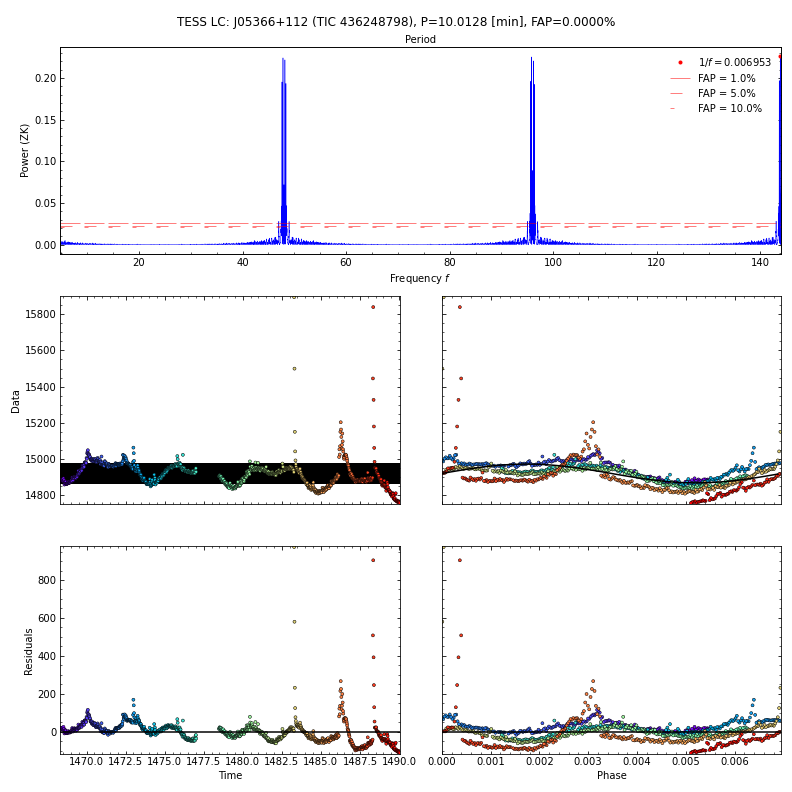 TESS LC: J05366+112 (TIC 436248798), P=10.0128 [min], FAP=0.0000%
Period
1/f = 0.006953
FAP = 1.0%
FAP = 5.0%
FAP = 10.0%
Power (ZK)
0.20
0.15
0.10
0.05
0.00
20 40 60 80 100 120 140
Frequency f
Data
15800
15600
15400
15200
15000
14800
Residuals
800
600
400
200
0
1470.0 1472.5 1475.0 1477.5 1480.0 1482.5 1485.0 1487.5 1490.0
Time
0.000 0.001 0.002 0.003 0.004 0.005 0.006
Phase